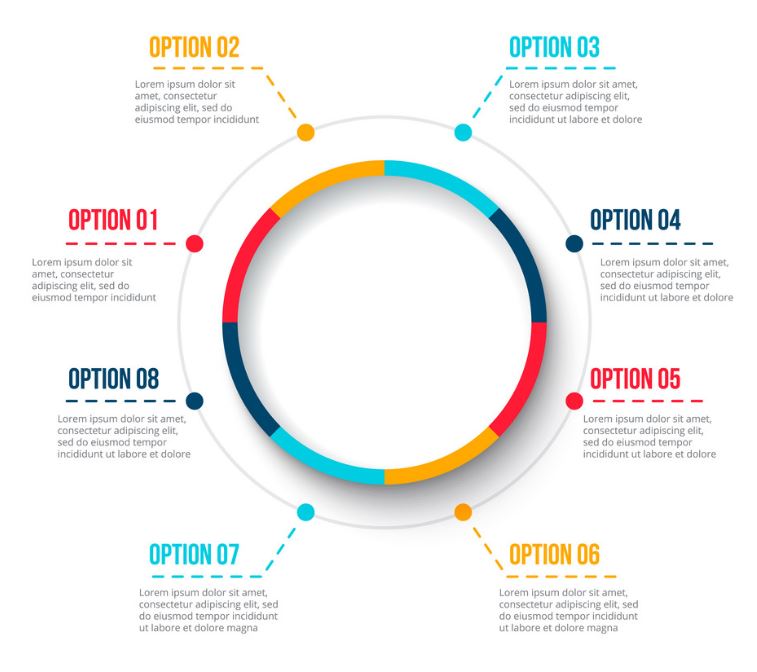 OPTION 02
Lorem ipsum dolor sit
amet, consectetur
adipiscing elit, sed do
eiusmod tempor incididunt
OPTION 03
Lorem ipsum dolor sit amet,
consectetur adipiscing elit,
sed do eiusmod tempor
incididunt ut labore et dolore
OPTION 01
Lorem ipsum dolor sit
amet, consectetur
adipiscing elit, sed do
eiusmod tempor incididunt
OPTION 04
Lorem ipsum dolor sit amet,
consectetur adipiscing elit,
sed do eiusmod tempor
incididunt ut labore et dolore
OPTION 08
Lorem ipsum dolor sit amet,
consectetur adipiscing elit,
sed do eiusmod tempor
incididunt ut labore et dolore
OPTION 05
Lorem ipsum dolor sit amet,
consectetur adipiscing elit,
sed do eiusmod tempor
incididunt ut labore et dolore
OPTION 07
Lorem ipsum dolor sit amet,
consectetur adipiscing elit, sed
do eiusmod tempor incididunt
ut labore et dolore magna
OPTION 06
Lorem ipsum dolor sit amet,
consectetur adipiscing elit, sed
do eiusmod tempor incididunt
ut labore et dolore magna